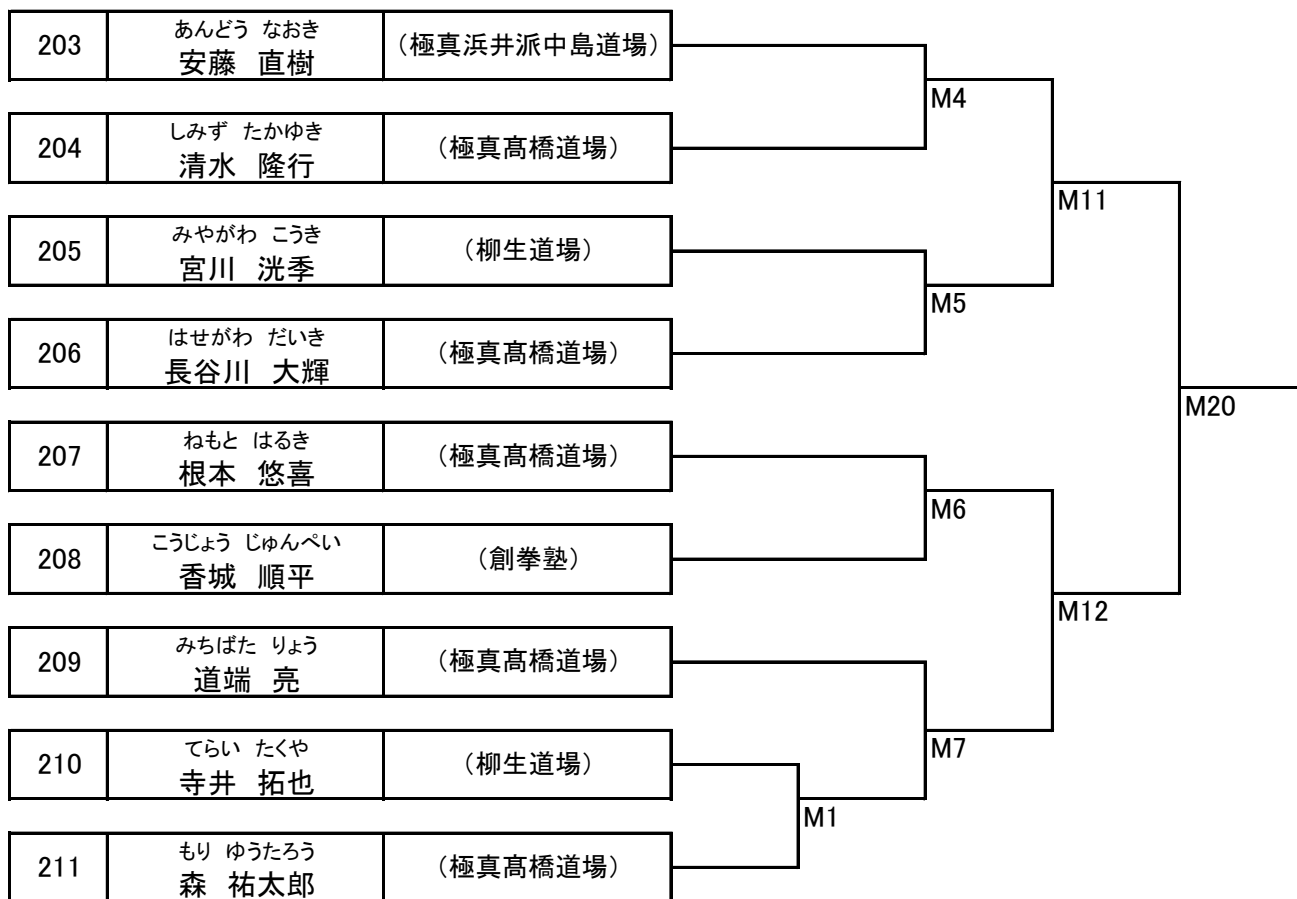 あんどう なおき
203 安藤 直樹 （極真浜井派中島道場）
M4
しみず たかゆき
204 清水 隆行 （極真髙橋道場）
M11
みやがわ こうき
205 宮川 洸季 （柳生道場）
M5
はせがわ だいき
206 長谷川 大輝 （極真髙橋道場）
M20
ねもと はるき
207 根本 悠喜 （極真髙橋道場）
M6
こうじょう じゅんぺい
208 香城 順平 （創拳塾）
M12
みちばた りょう
209 道端 亮 （極真髙橋道場）
M7
てらい たくや
210 寺井 拓也 （柳生道場）
M1
もり ゆうたろう
211 森 祐太郎 （極真髙橋道場）